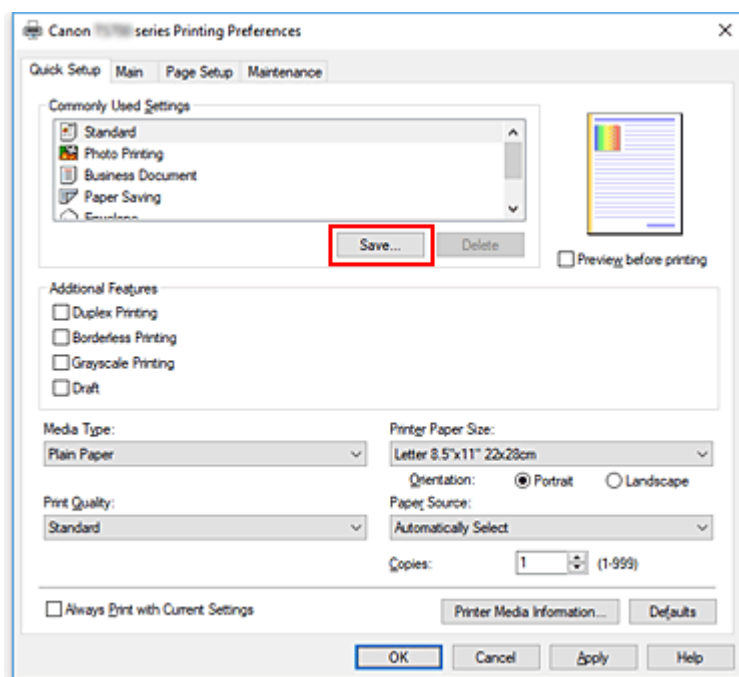 Canon series Printing Preferences
Quick Setup Main Page Setup Maintenance
Commonly Used Settings
Standard
Photo Printing
Business Document
Paper Saving
Envelope
Save... Delete
Preview before printing
Additional Features
Duplex Printing
Borderless Printing
Grayscale Printing
Draft
Media Type: Printer Paper Size:
Plain Paper Letter 8.5"x11" 22x28cm
Orientation: Portrait Landscape
Print Quality: Paper Source:
Standard Automatically Select
Copies: 1 (1-999)
Always Print with Current Settings Printer Media Information... Defaults
OK Cancel Apply Help